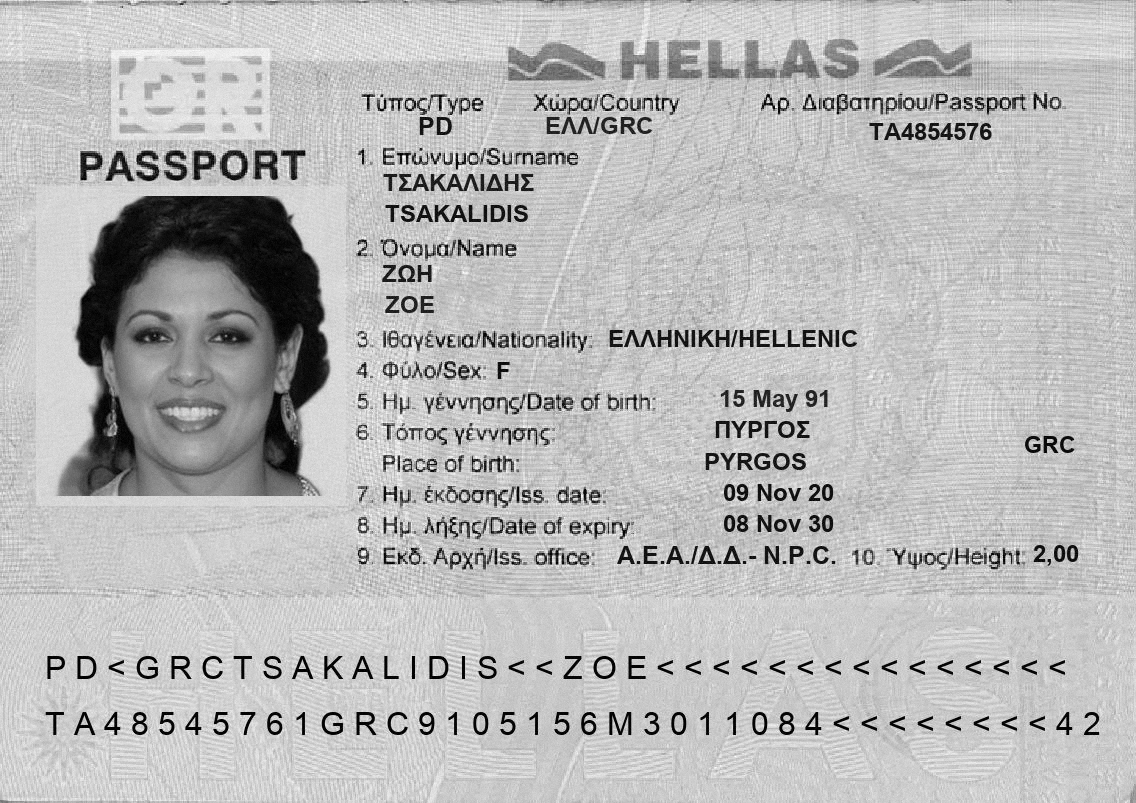 GR
HELLAS
PASSPORT
Τύπος/Type Χώρα/Country Αρ. Διαβατηρίου/Passport No.
PD ΕΛΛ/GRC TA4854576
1. Επώνυμο/Surname
ΤΣΑΚΑΛΙΔΗΣ
TSAKALIDIS
2. Όνομα/Name
ΖΩΗ
ZOE
3. Ιθαγένεια/Nationality: ΕΛΛΗΝΙΚΗ/HELLENIC
4. Φύλο/Sex: F
5. Ημ. γέννησης/Date of birth: 15 May 91
6. Τόπος γέννησης: ΠΥΡΓΟΣ
GRC
Place of birth: PYRGOS
7. Ημ. έκδοσης/Iss. date: 09 Nov 20
8. Ημ. λήξης/Date of expiry: 08 Nov 30
9. Εκδ. Αρχή/Iss. office: Α.Ε.Α./Δ.Δ.- N.P.C. 10. Ύψος/Height: 2,00
HELLAS
PD<GRCTSAKALIDIS<<ZOE<<<<<<<<<<<<<<<
TA48545761GRC9105156M3011084<<<<<<<<42